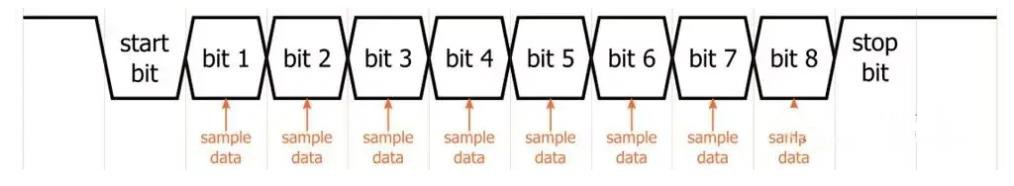 start
bit
bit 1
bit 2
bit 3
bit 4
bit 5
bit 6
bit 7
bit 8
stop
bit
sample
data
sample
data
sample
data
sample
data
sample
data
sample
data
sample
data
data